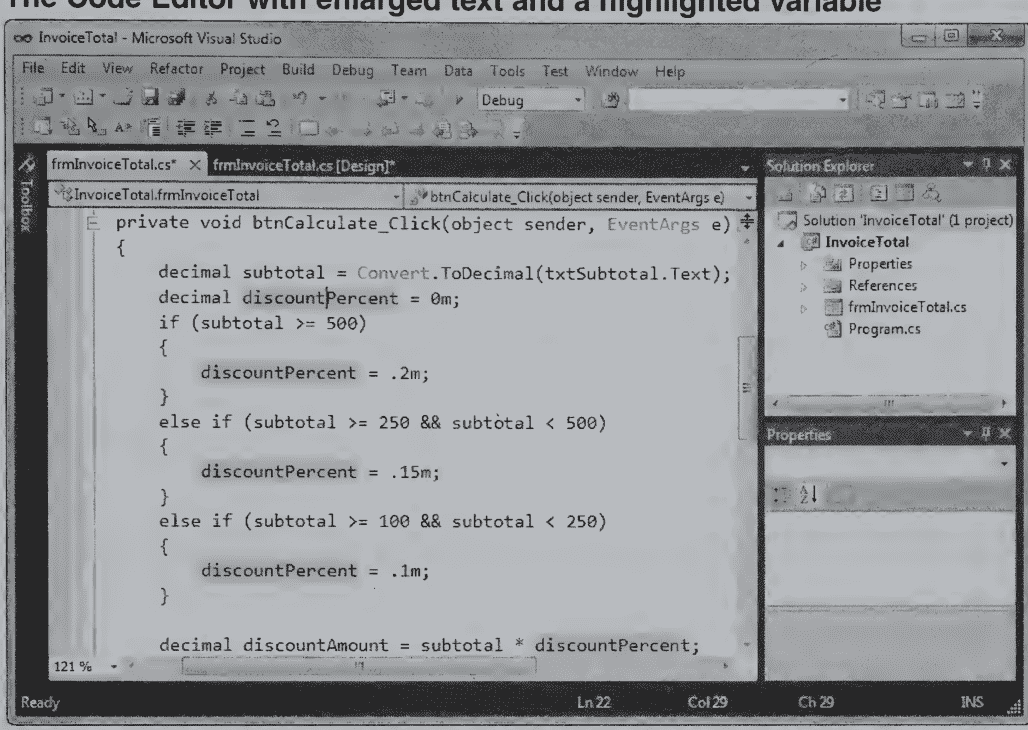 The Code Editor with enlarged text and a highlighted variable
InvoiceTotal - Microsoft Visual Studio
File Edit View Refactor Project Build Debug Team Data Tools Test Window Help
Debug
Toolbox
frmInvoiceTotal.cs* frmInvoiceTotal.cs [Design]*
InvoiceTotal.frmInvoiceTotal btnCalculate_Click(object sender, EventArgs e)
private void btnCalculate_Click(object sender, EventArgs e)
{
decimal subtotal = Convert.ToDecimal(txtSubtotal.Text);
decimal discountPercent = 0m;
if (subtotal >= 500)
{
discountPercent = .2m;
}
else if (subtotal >= 250 && subtotal < 500)
{
discountPercent = .15m;
}
else if (subtotal >= 100 && subtotal < 250)
{
discountPercent = .1m;
}
decimal discountAmount = subtotal * discountPercent;
121 %
Solution Explorer
Solution 'InvoiceTotal' (1 project)
InvoiceTotal
Properties
References
frmInvoiceTotal.cs
Program.cs
Properties
Ready Ln 22 Col 29 Ch 29 INS